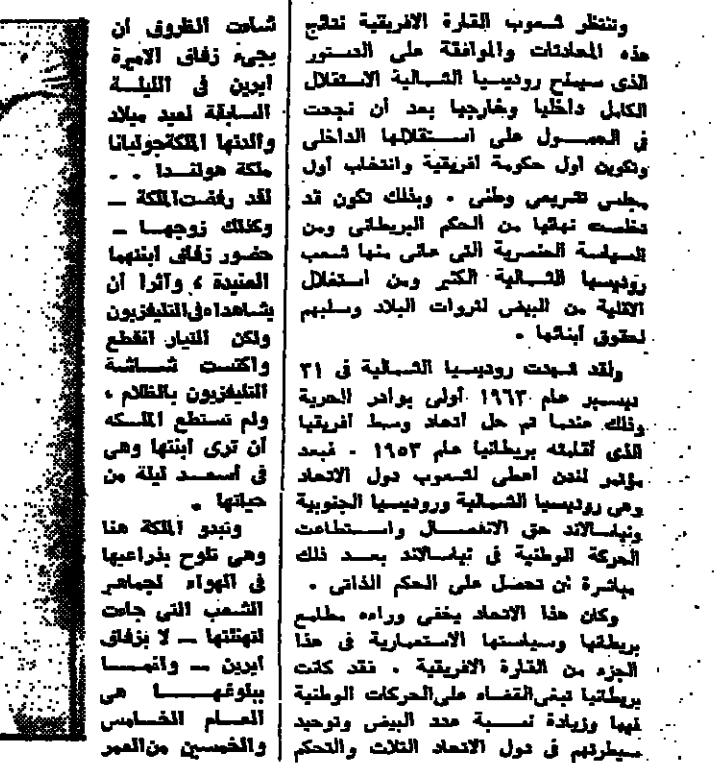 وتنتظر شعوب القارة الافريقية نتائج
هذه المحادثات والموافقة على الدستور
الذى سيمنح روديسيا الشمالية الاستقلال
الكامل داخليا وخارجيا بعد أن نجحت
فى الحصول على استقلالها الداخلى
وتكوين أول حكومة افريقية وانتخاب أول
مجلس تشريعى وطنى . وبذلك تكون قد
تخلصت نهائيا من الحكم البريطانى ومن
السياسة العنصرية التى عانى منها شعب
روديسيا الشمالية الكثير ومن استغلال
الاقلية من البيض لثروات البلاد وسلبهم
لحقوق أبنائها .
ولقد شهدت روديسيا الشمالية فى ٣١
ديسمبر عام ١٩٦٣ أولى بوادر الحرية
وذلك عندما تم حل اتحاد وسط أفريقيا
الذى أقامته بريطانيا عام ١٩٥٣ . فبعد
مؤتمر لندن أعطى لشعوب دول الاتحاد
وهى روديسيا الشمالية وروديسيا الجنوبية
ونياسالاند حق الانفصال واستطاعت
الحركة الوطنية فى نياسالاند بعد ذلك
مباشرة أن تحصل على الحكم الذاتى .
وكان هذا الاتحاد يخفى وراءه مطامع
بريطانيا وسياستها الاستعمارية فى هذا
الجزء من القارة الافريقية . فقد كانت
بريطانيا تبغى القضاء على الحركات الوطنية
فيها وزيادة نسبة عدد البيض وتوحيد
سيطرتهم فى دول الاتحاد الثلاث والتحكم
شاءت الظروف أن
يجىء زفاف الاميرة
ايرين فى الليلة
السابقة لعيد ميلاد
والدتها الملكة جوليانا
ملكة هولندا . .
لقد رفضت الملكة —
وكذلك زوجها —
حضور زفاف ابنتهما
العنيدة ، وآثرا أن
يشاهداه فى التليفزيون
ولكن التيار انقطع
واكتست شاشة
التليفزيون بالظلام ،
ولم تستطع الملكه
أن ترى ابنتها وهى
فى أسعد ليلة من
حياتها .
وتبدو الملكة هنا
وهى تلوح بذراعيها
فى الهواء لجماهير
الشعب التى جاءت
لتهنئتها — لا بزفاف
ايرين — وانما
ببلوغها هى
العام الخامس
والخمسين من العمر